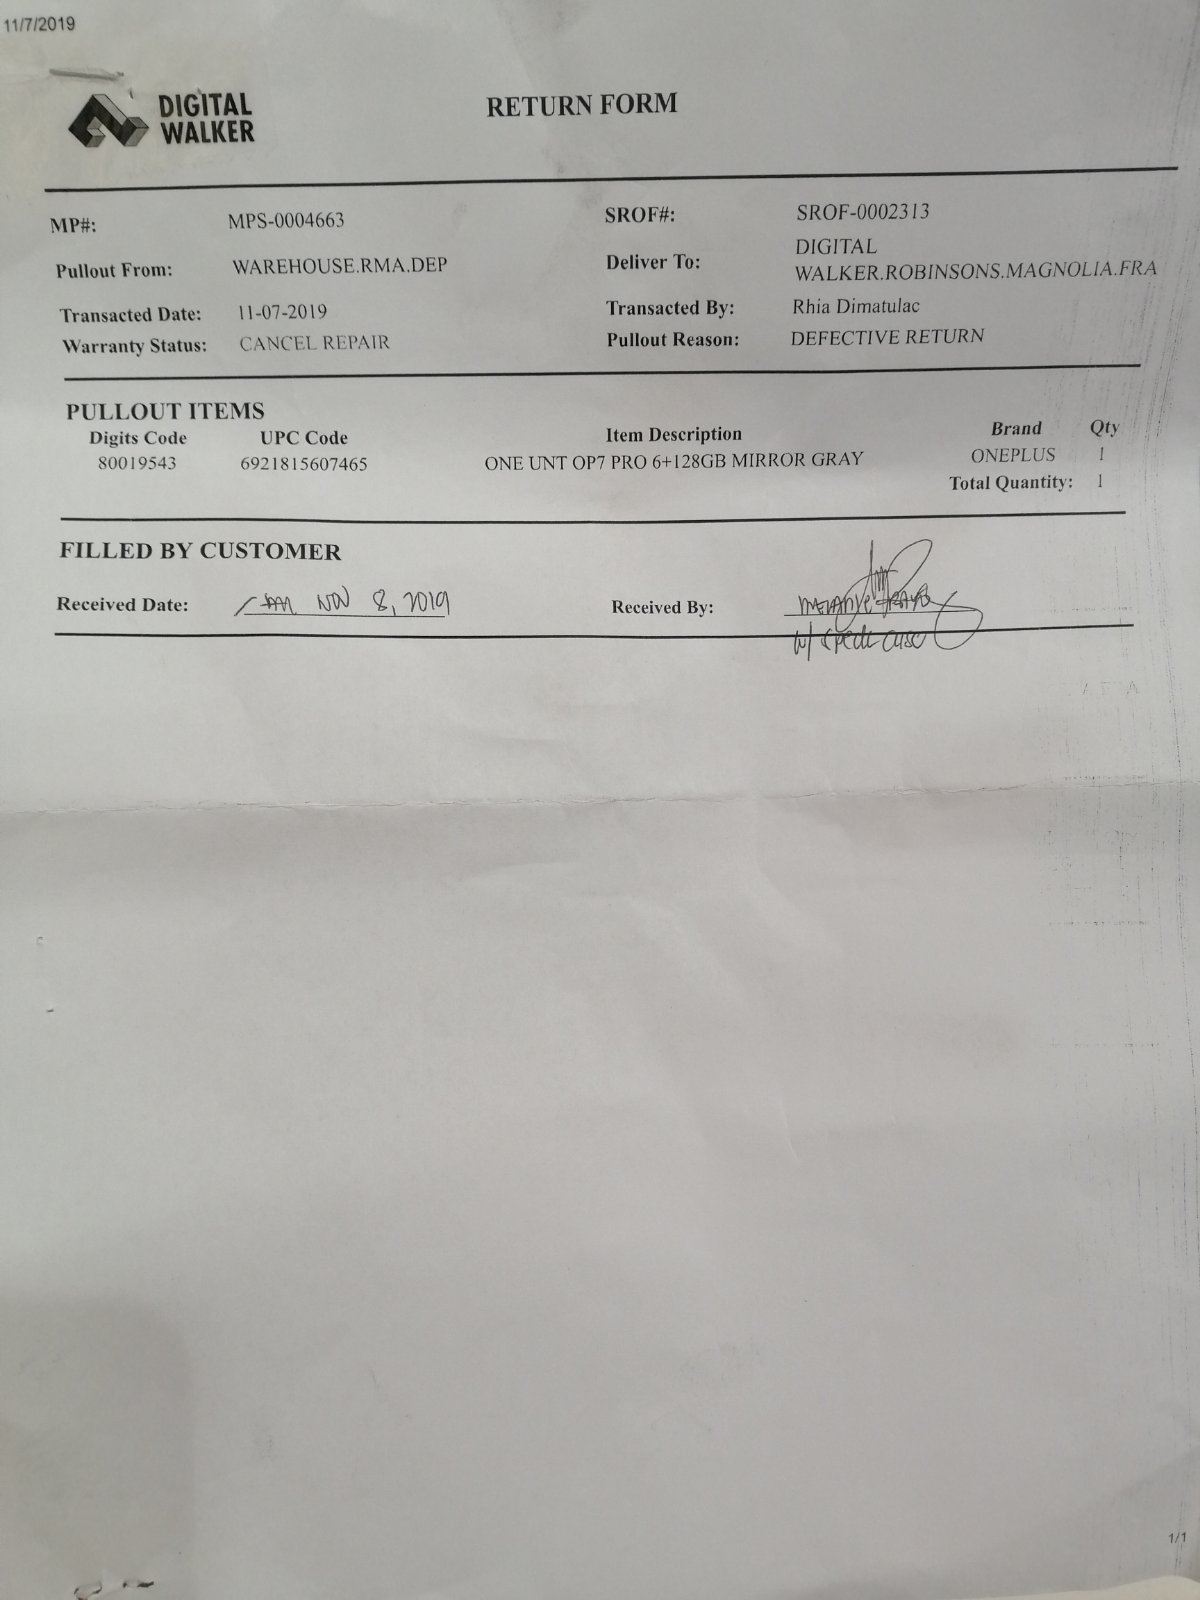 11/7/2019
DIGITAL
WALKER
RETURN FORM
MP#: MPS-0004663 SROF#: SROF-0002313
Pullout From: WAREHOUSE.RMA.DEP Deliver To: DIGITAL
WALKER.ROBINSONS.MAGNOLIA.FRA
Transacted Date: 11-07-2019 Transacted By: Rhia Dimatulac
Warranty Status: CANCEL REPAIR Pullout Reason: DEFECTIVE RETURN
PULLOUT ITEMS
Digits Code UPC Code Item Description Brand Qty
80019543 6921815607465 ONE UNT OP7 PRO 6+128GB MIRROR GRAY ONEPLUS 1
Total Quantity: 1
FILLED BY CUSTOMER
Received Date: NOV 8, 2019 Received By:
w/ case
1/1